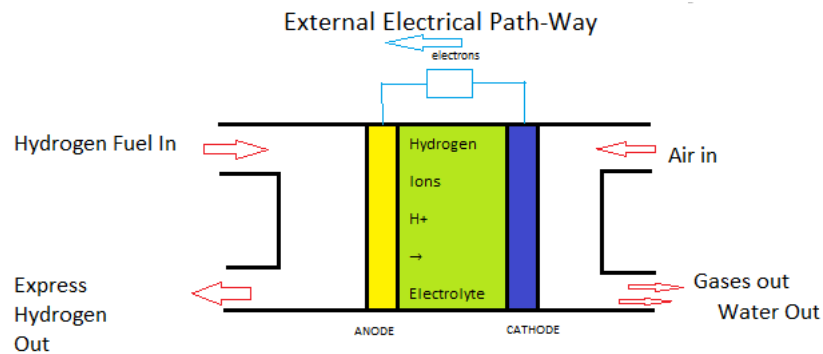 External Electrical Path-Way
electrons
Hydrogen Fuel In
Hydrogen
Ions
H+
→
Electrolyte
Air in
Express
Hydrogen
Out
Gases out
Water Out
ANODE
CATHODE